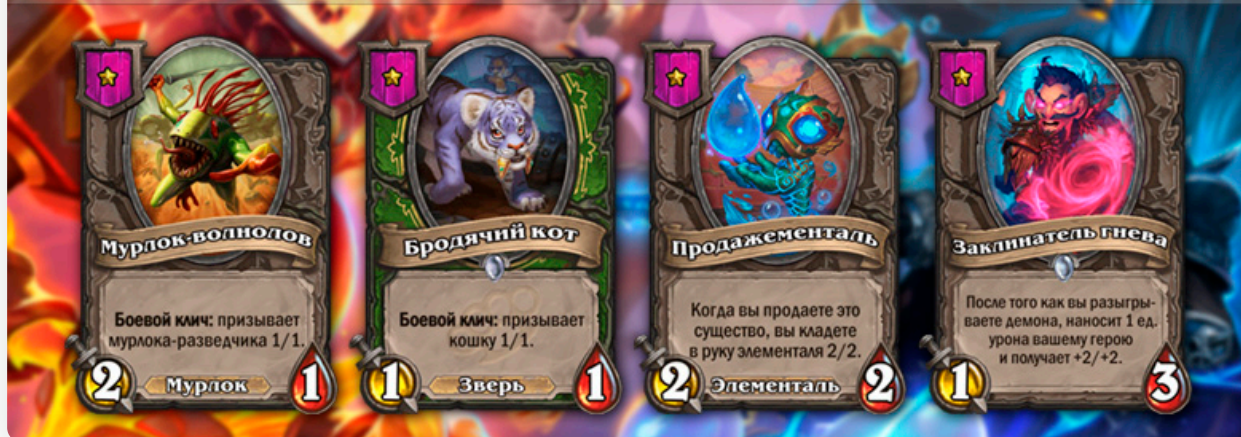 Мурлок-волнолов
Боевой клич: призывает
мурлока-разведчика 1/1.
2
Мурлок
1
Бродячий кот
Боевой клич: призывает
кошку 1/1.
1
Зверь
1
Продажементаль
Когда вы продаете это
существо, вы кладете
в руку элементаля 2/2.
2
Элементаль
2
Заклинатель гнева
После того как вы разыгры-
ваете демона, наносит 1 ед.
урона вашему герою
и получает +2/+2.
1
3